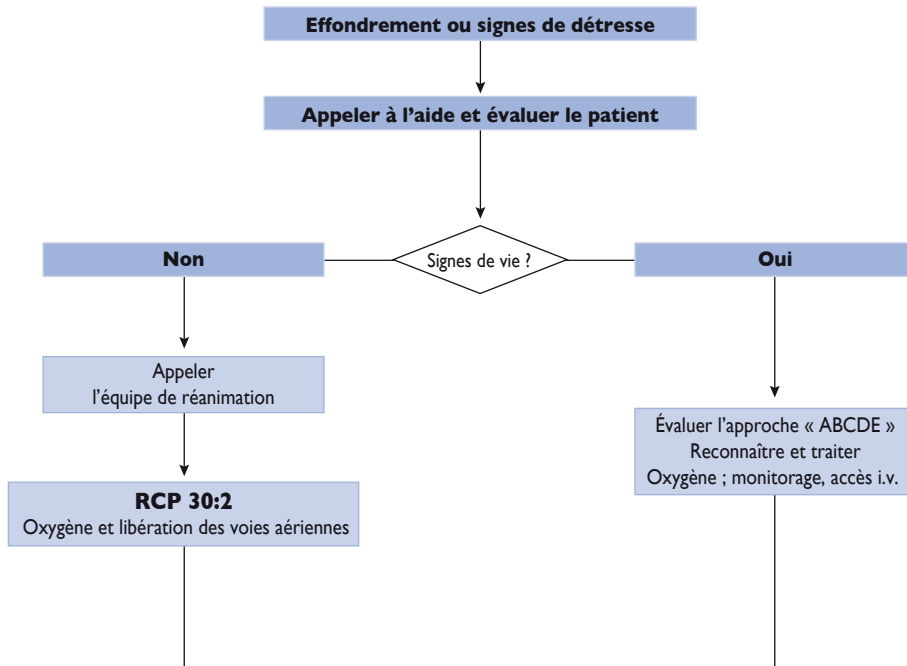 Effondrement ou signes de détresse
Appeler à l’aide et évaluer le patient
Non
Signes de vie ?
Oui
Appeler
l’équipe de réanimation
RCP 30:2
Oxygène et libération des voies aériennes
Évaluer l’approche « ABCDE »
Reconnaître et traiter
Oxygène ; monitorage, accès i.v.